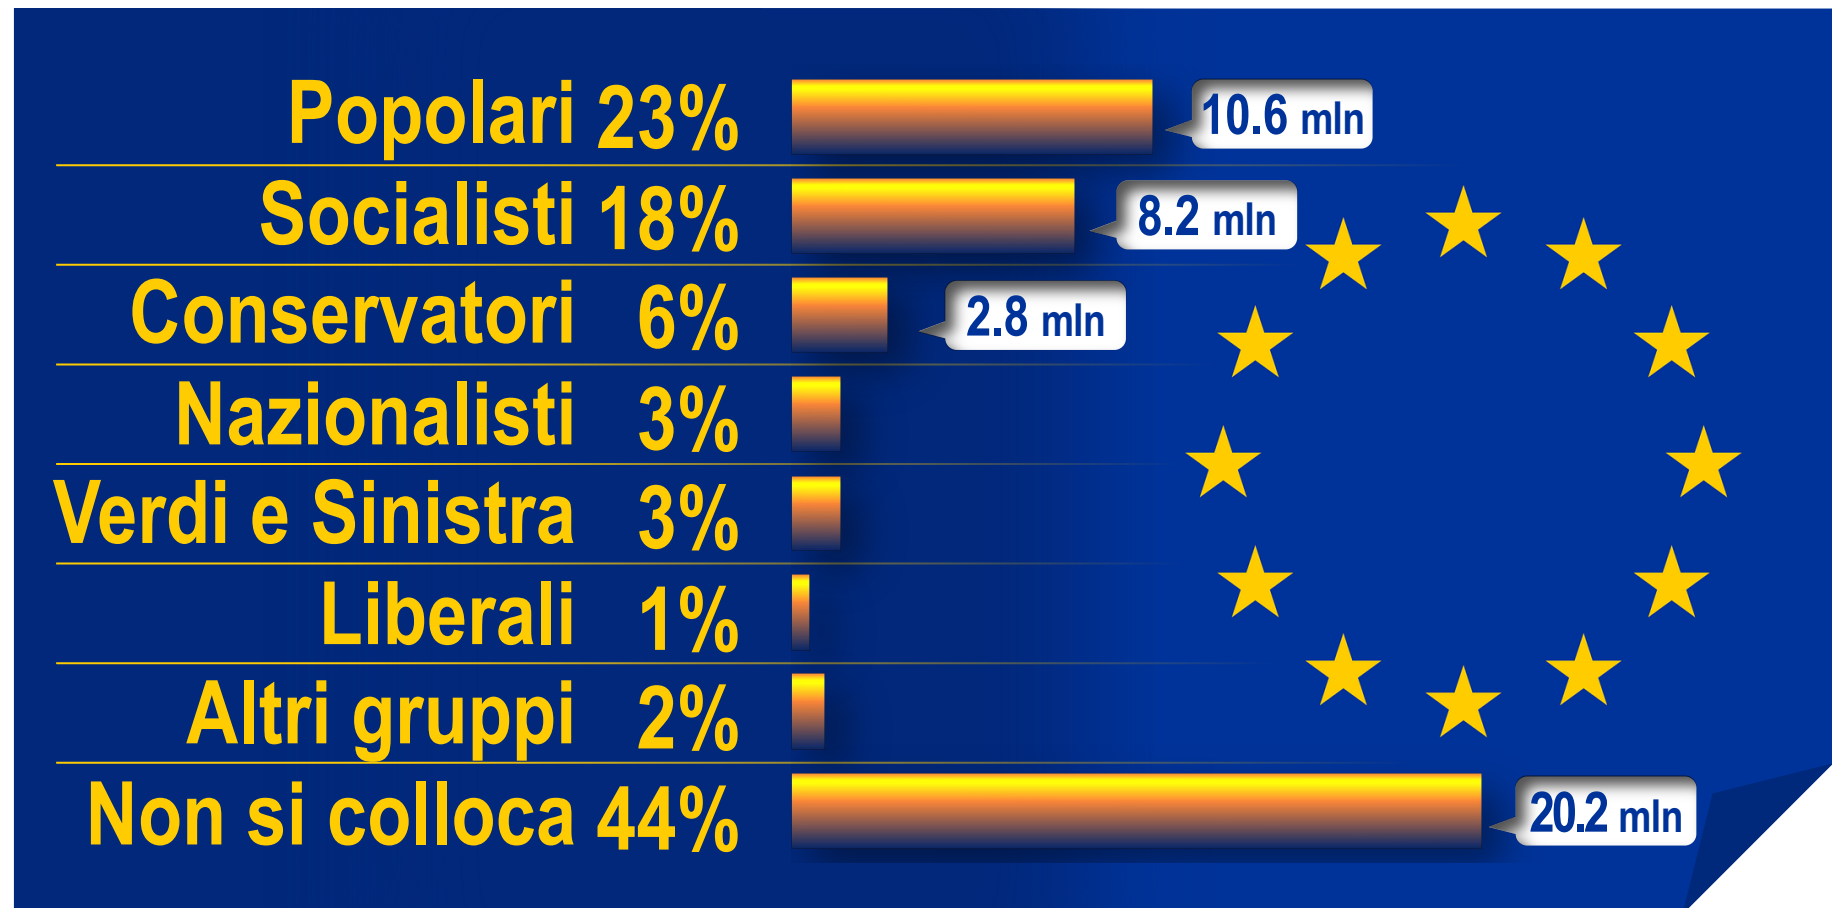 Popolari 23% 10.6 mln
Socialisti 18% 8.2 mln
Conservatori 6% 2.8 mln
Nazionalisti 3%
Verdi e Sinistra 3%
Liberali 1%
Altri gruppi 2%
Non si colloca 44% 20.2 mln